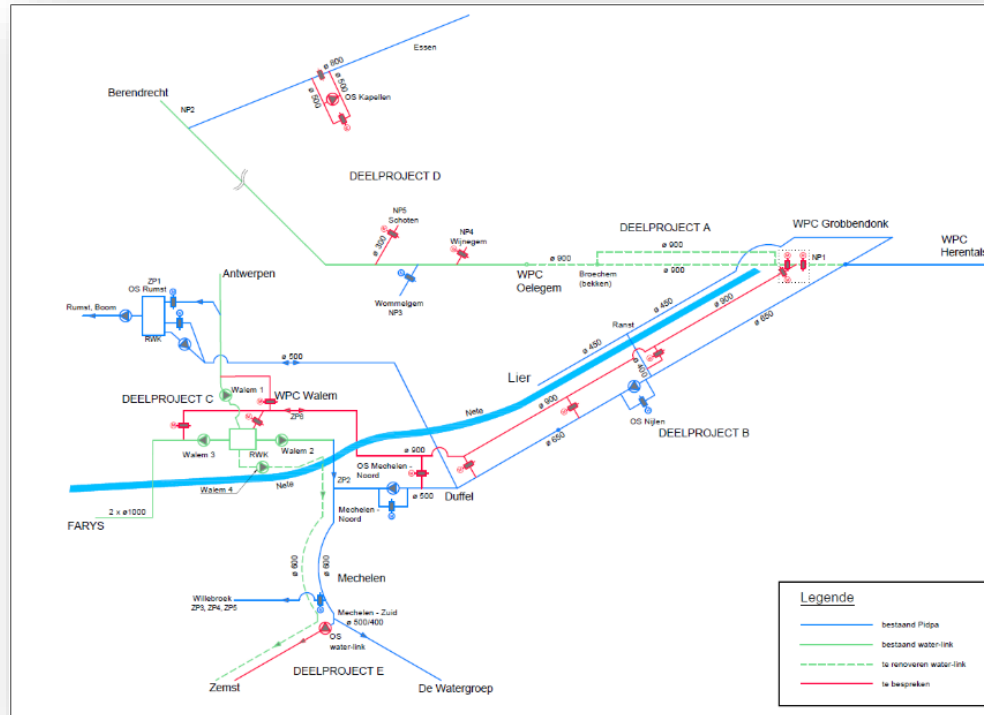 Essen
ø 800
ø 500
ø 500
OS Kapellen
Berendrecht
NP2
DEELPROJECT D
NP5
Schoten
ø 300
NP4
Wijnegem
DEELPROJECT A
WPC Grobbendonk
ø 900
WPC
Herentals
NP1
ø 900
ø 900
WPC
Oelegem
Broechem
(bekken)
Wommelgem
NP3
Antwerpen
ZP1
OS Rumst
Rumst, Boom
RWK
ø 450
ø 900
ø 650
Ranst
ø 450
ø 400
ø 500
Lier
DEELPROJECT C
Walem 1
WPC Walem
ZP6
Nete
ø 900
OS Nijlen
DEELPROJECT B
ø 650
Walem 3
RWK
Walem 2
ø 900
OS Mechelen -
Noord
Walem 4
Nete
ZP2
ø 500
Duffel
2 x ø1000
FARYS
Mechelen -
Noord
ø 600
ø 600
Mechelen
Willebroek
ZP3, ZP4, ZP5
Mechelen - Zuid
ø 500/400
OS
water-link
DEELPROJECT E
Zemst
De Watergroep
Legende
bestaand Pidpa
bestaand water-link
te renoveren water-link
te bespreken